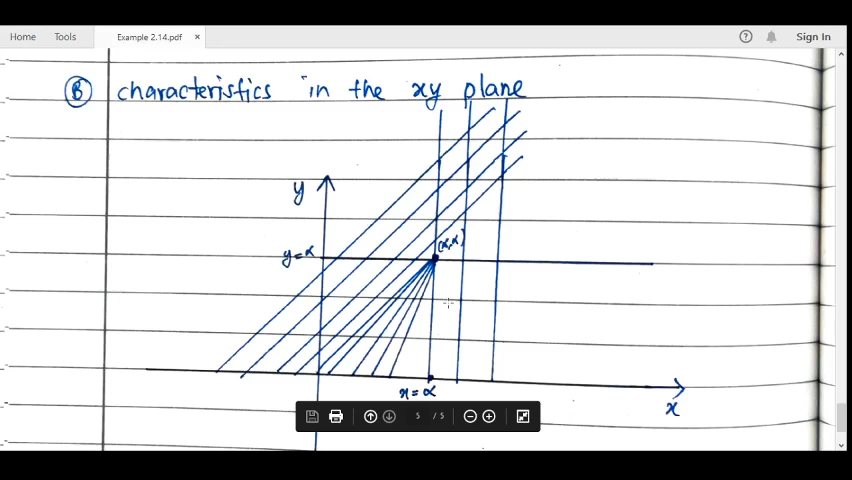 Home Tools Example 2.14.pdf × Sign In
B characteristics in the xy plane
y
(α,α)
y=α
x=α
x
5 / 5